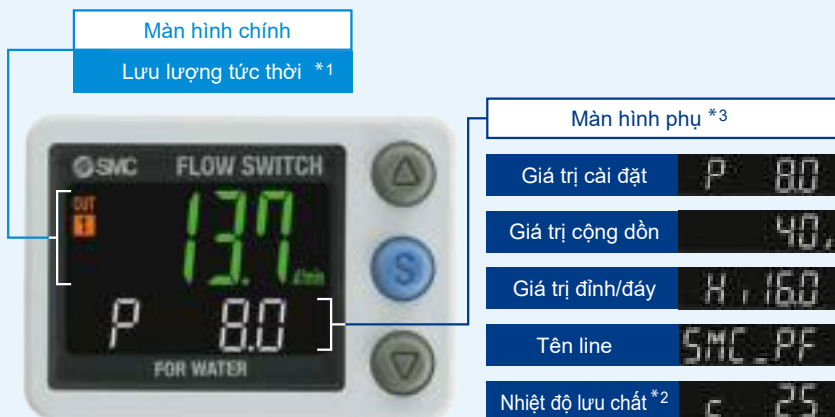 Màn hình chính
Lưu lượng tức thời *1
SMC FLOW SWITCH
OUT
1
13.7
ℓ/min
P 8.0
S
FOR WATER
Màn hình phụ *3
Giá trị cài đặt P 8.0
Giá trị cộng dồn 40.
Giá trị đỉnh/đáy Hi 16.0
Tên line SMC_PF
Nhiệt độ lưu chất *2 c 25